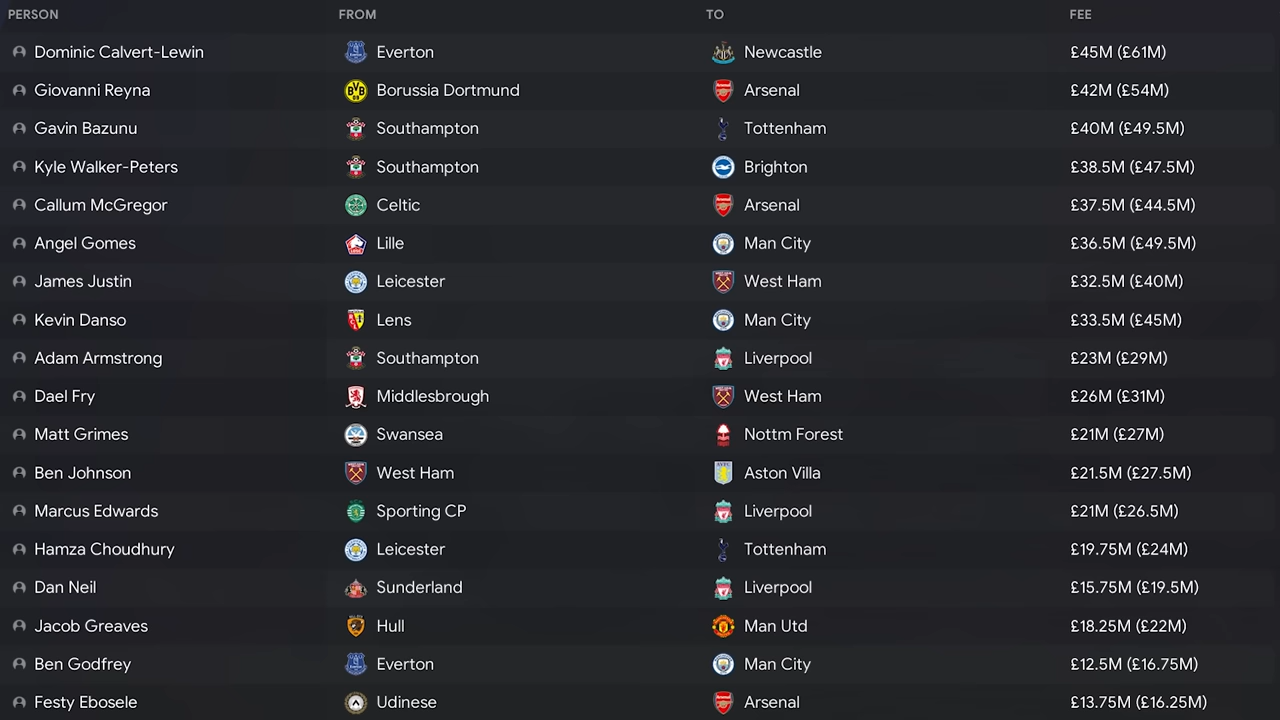 PERSON FROM TO FEE
Dominic Calvert-Lewin Everton Newcastle £45M (£61M)
Giovanni Reyna Borussia Dortmund Arsenal £42M (£54M)
Gavin Bazunu Southampton Tottenham £40M (£49.5M)
Kyle Walker-Peters Southampton Brighton £38.5M (£47.5M)
Callum McGregor Celtic Arsenal £37.5M (£44.5M)
Angel Gomes Lille Man City £36.5M (£49.5M)
James Justin Leicester West Ham £32.5M (£40M)
Kevin Danso Lens Man City £33.5M (£45M)
Adam Armstrong Southampton Liverpool £23M (£29M)
Dael Fry Middlesbrough West Ham £26M (£31M)
Matt Grimes Swansea Nottm Forest £21M (£27M)
Ben Johnson West Ham Aston Villa £21.5M (£27.5M)
Marcus Edwards Sporting CP Liverpool £21M (£26.5M)
Hamza Choudhury Leicester Tottenham £19.75M (£24M)
Dan Neil Sunderland Liverpool £15.75M (£19.5M)
Jacob Greaves Hull Man Utd £18.25M (£22M)
Ben Godfrey Everton Man City £12.5M (£16.75M)
Festy Ebosele Udinese Arsenal £13.75M (£16.25M)